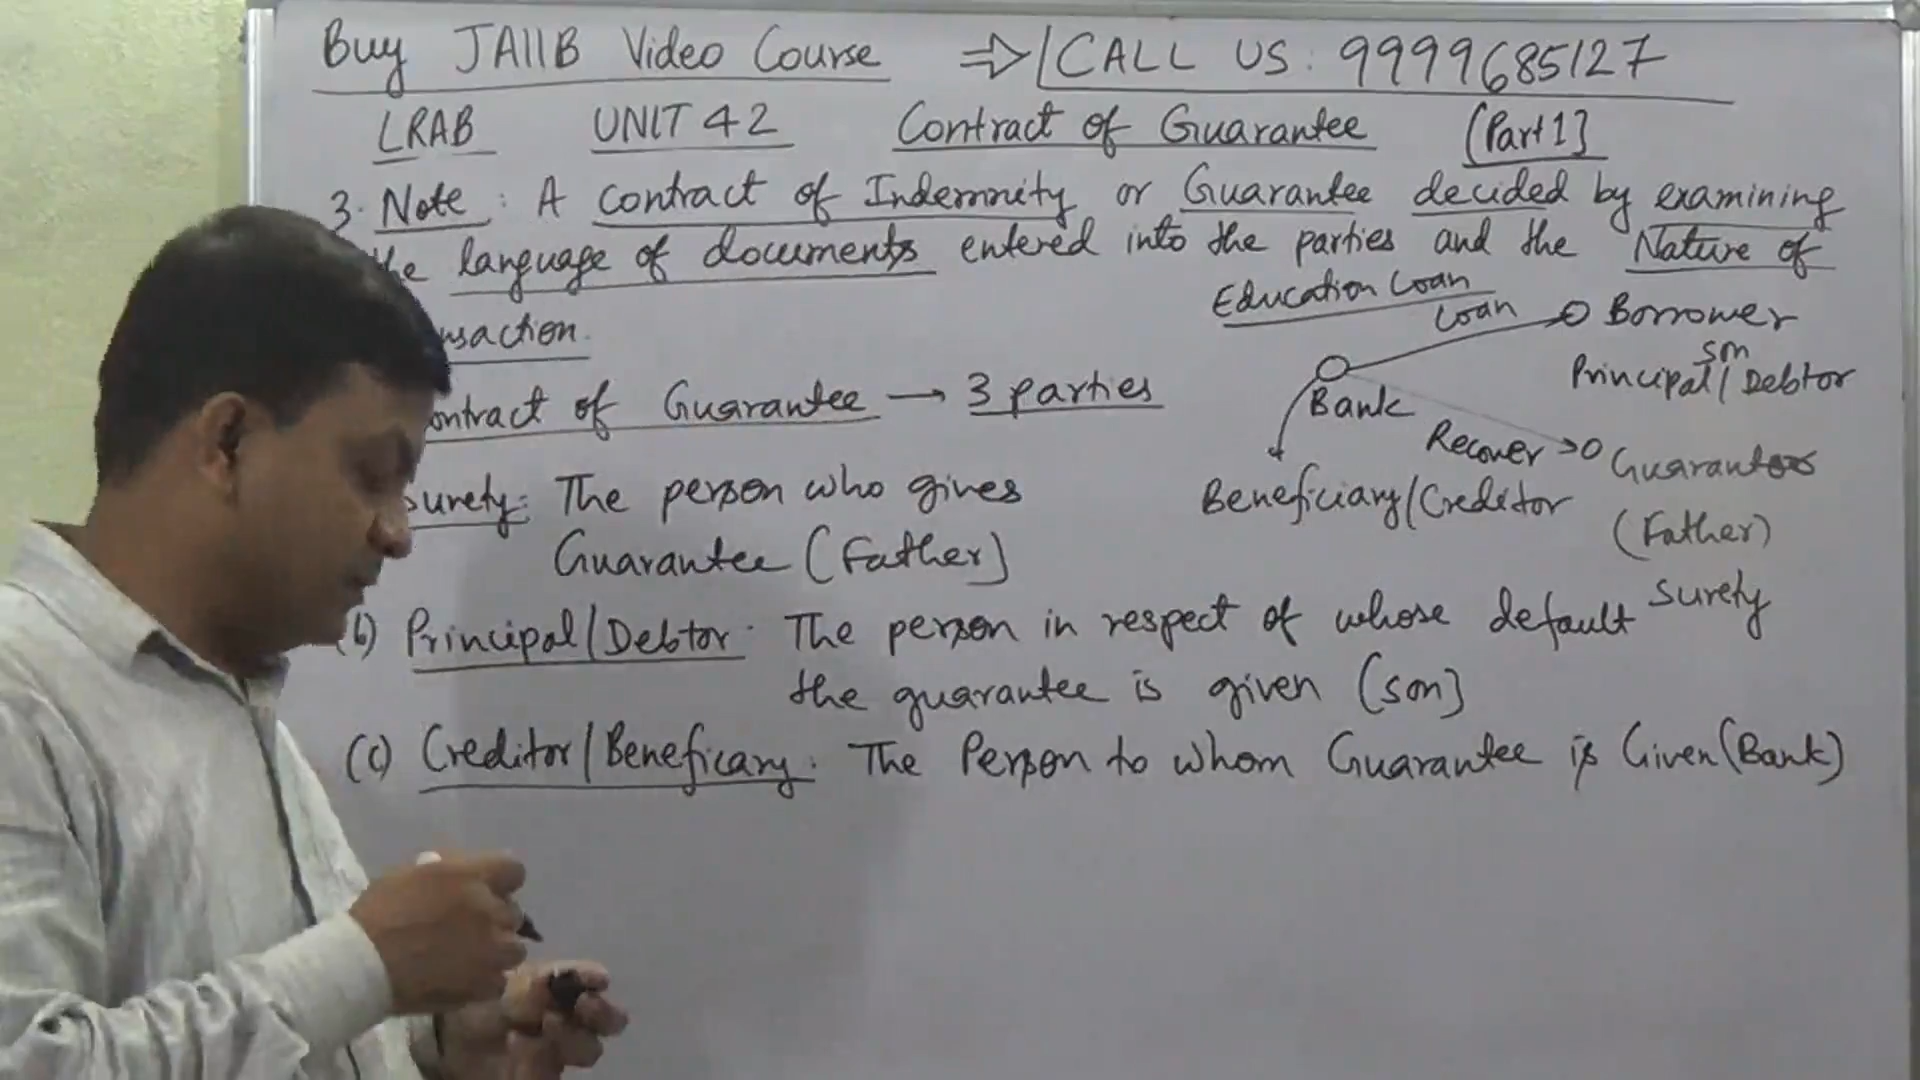 Buy JAIIB Video Course ⇒ CALL US: 9999685127
LRAB UNIT 42 Contract of Guarantee (Part 1]
3. Note: A contract of Indemnity or Guarantee decided by examining
the language of documents entered into the parties and the Nature of
nsaction.
Education Loan
Loan
Borrower
son
Principal/Debtor
Bank
Recover
Guarantor
(Father)
Surety
Beneficiary/Creditor
ontract of Guarantee → 3 parties
Surety: The person who gives
Guarantee (Father]
(b) Principal/Debtor: The person in respect of whose default
the guarantee is given (son]
(c) Creditor/Beneficary: The Person to whom Guarantee is Given (Bank)